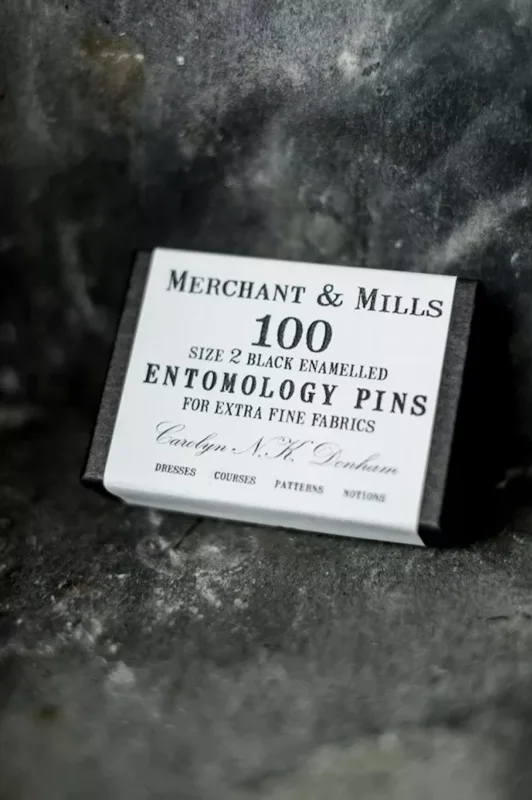 MERCHANT & MILLS
100
SIZE 2 BLACK ENAMELLED
ENTOMOLOGY PINS
FOR EXTRA FINE FABRICS
Carolyn N.K. Denham
DRESSES COURSES PATTERNS NOTIONS